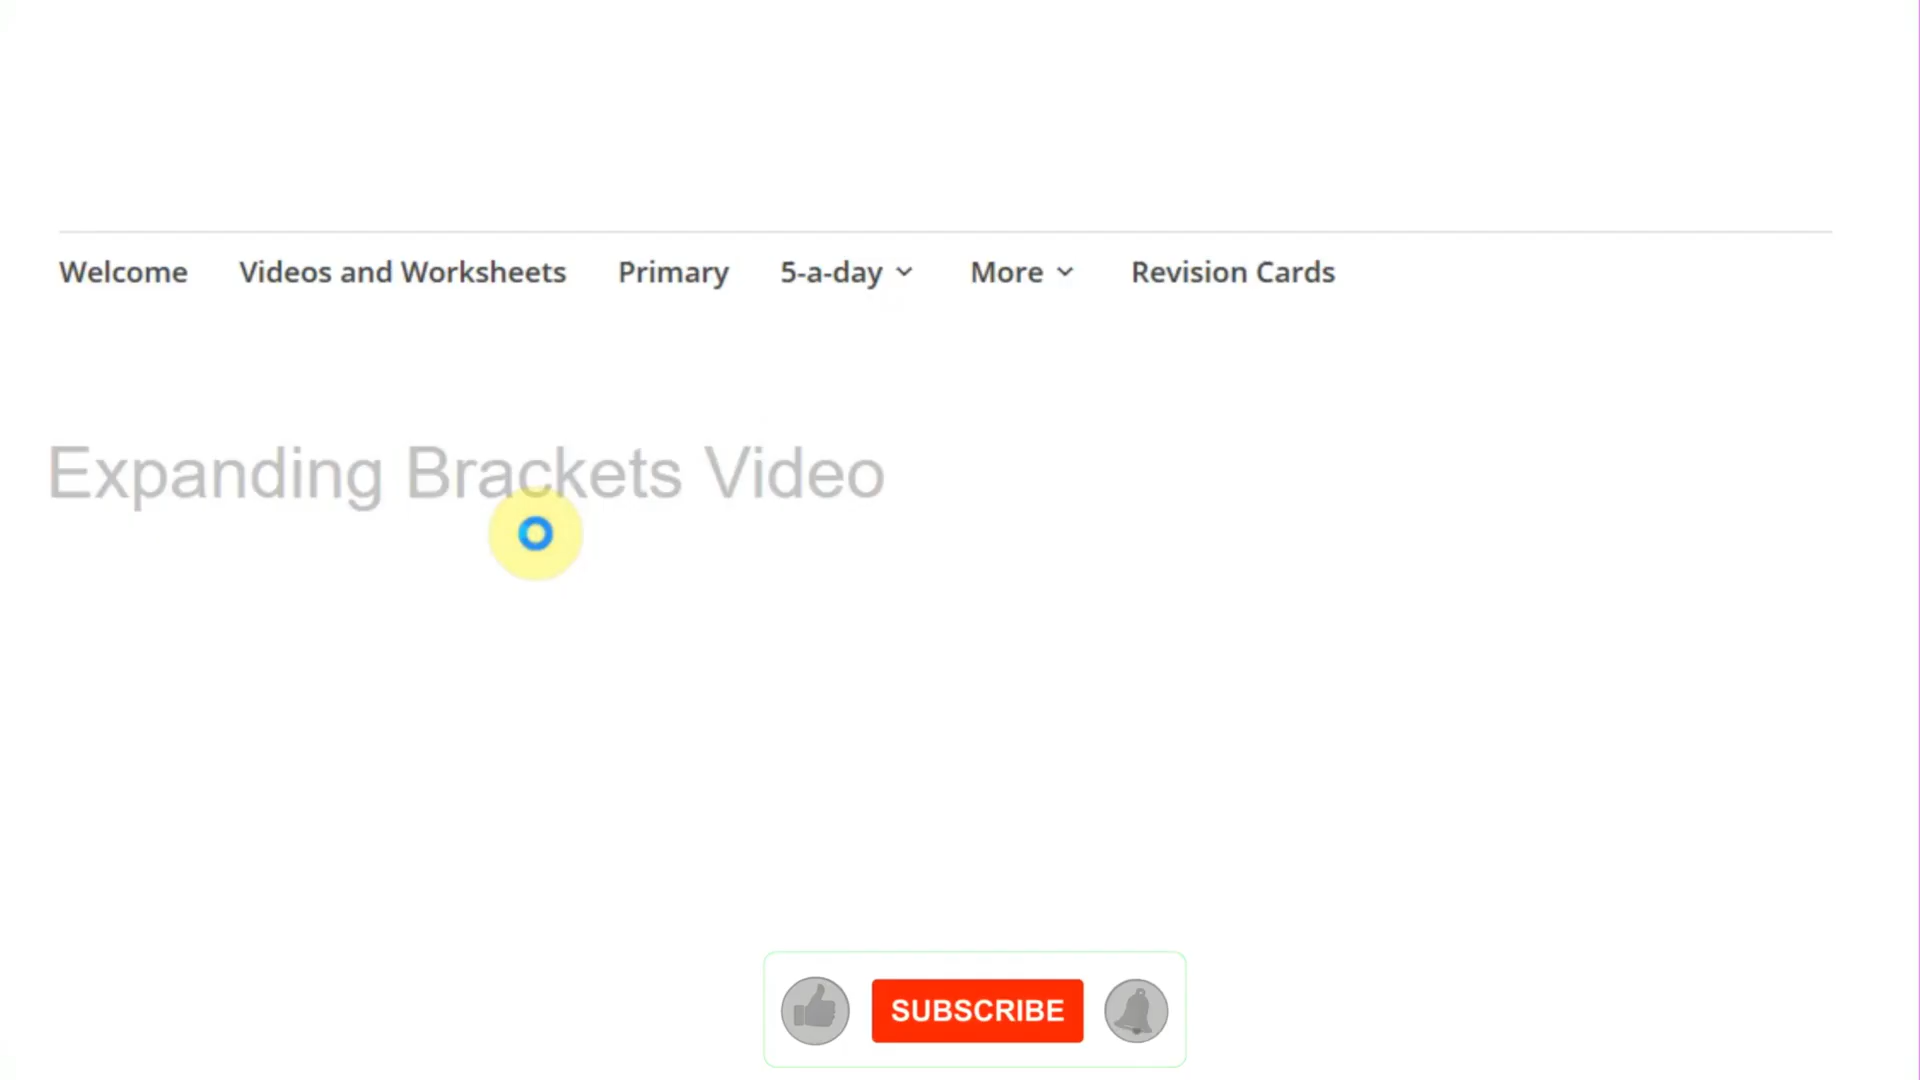 Welcome Videos and Worksheets Primary 5-a-day More Revision Cards
Expanding Brackets Video
SUBSCRIBE